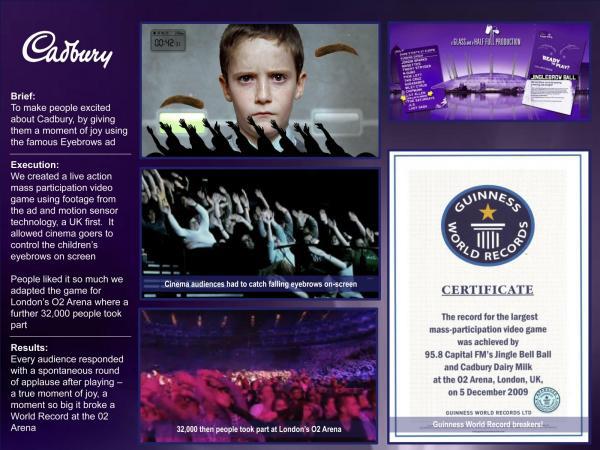 Cadbury
Brief:
To make people excited
about Cadbury, by giving
them a moment of joy using
the famous Eyebrows ad
Execution:
We created a live action
mass participation video
game using footage from
the ad and motion sensor
technology, a UK first. It
allowed cinema goers to
control the children's
eyebrows on screen
People liked it so much we
adapted the game for
London's O2 Arena where a
further 32,000 people took
part
Results:
Every audience responded
with a spontaneous round
of applause after playing –
a true moment of joy, a
moment so big it broke a
World Record at the 02
Arena
00:42
Cinema audiences had to catch falling eyebrows on-screen
32,000 then people took part at London's O2 Arena
a GLASS and a HALF FULL PRODUCTION
READY
to PLAY?
JINGLEBROW BALL
GUINNESS
WORLD RECORDS
CERTIFICATE
The record for the largest
mass-participation video game
was achieved by
95.8 Capital FM's Jingle Bell Ball
and Cadbury Dairy Milk
at the O2 Arena, London, UK,
on 5 December 2009
GUINNESS WORLD RECORDS LTD
Guinness World Record breakers!